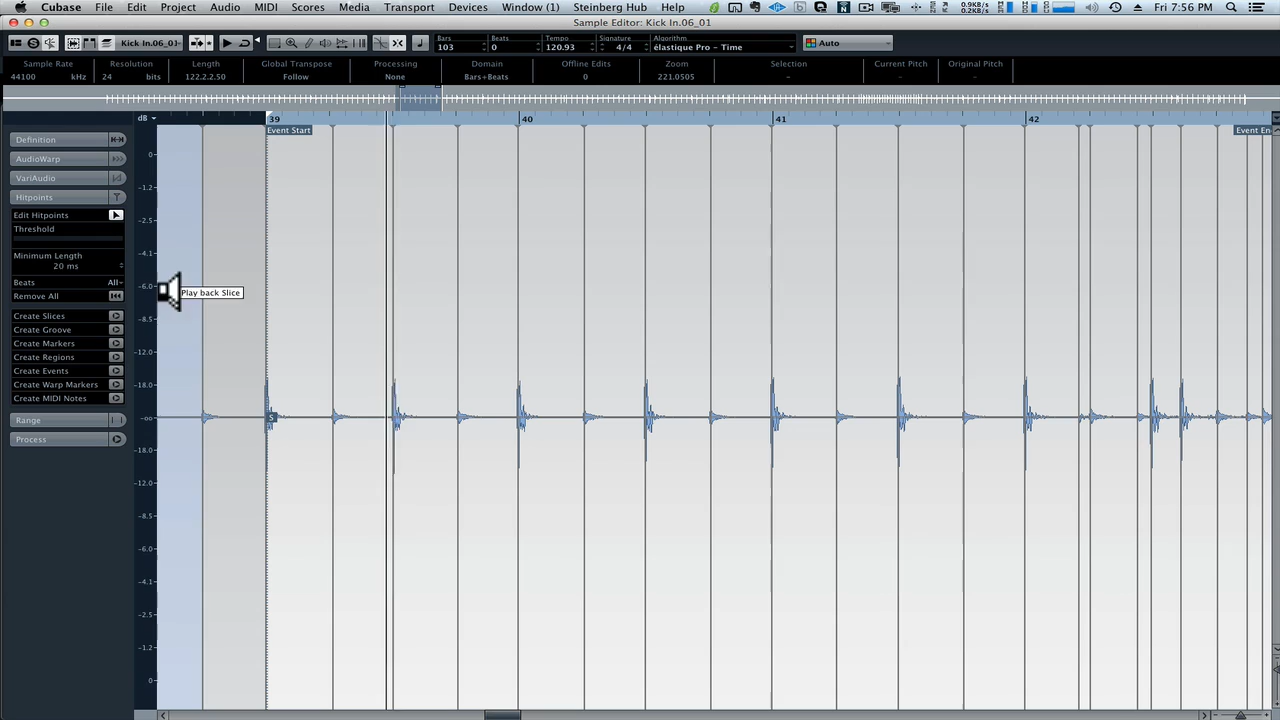 Cubase File Edit Project Audio MIDI Scores Media Transport Devices Window (1) Steinberg Hub Help 0.9KB/s 0.2KB/s Fri 7:56 PM
Sample Editor: Kick In.06_01
Kick In.06_01 Bars 103 Beats 0 Tempo 120.93 Signature 4/4 Algorithm élastique Pro - Time Auto
Sample Rate Resolution Length Global Transpose Processing Domain Offline Edits Zoom Selection Current Pitch Original Pitch
44100 kHz 24 bits 122.2.2.50 Follow None Bars+Beats 0 221.0505 - - -
dB 39 40 41 42
Event Start Event En
Definition
AudioWarp
VariAudio
Hitpoints
Edit Hitpoints
Threshold
Minimum Length
20 ms
Beats All
Remove All
Create Slices
Create Groove
Create Markers
Create Regions
Create Events
Create Warp Markers
Create MIDI Notes
Range
Process
0
-1.2
-2.5
-4.1
-6.0
-8.5
-12.0
-18.0
-oo
-18.0
-12.0
-8.5
-6.0
-4.1
-2.5
-1.2
0
Play back Slice
S